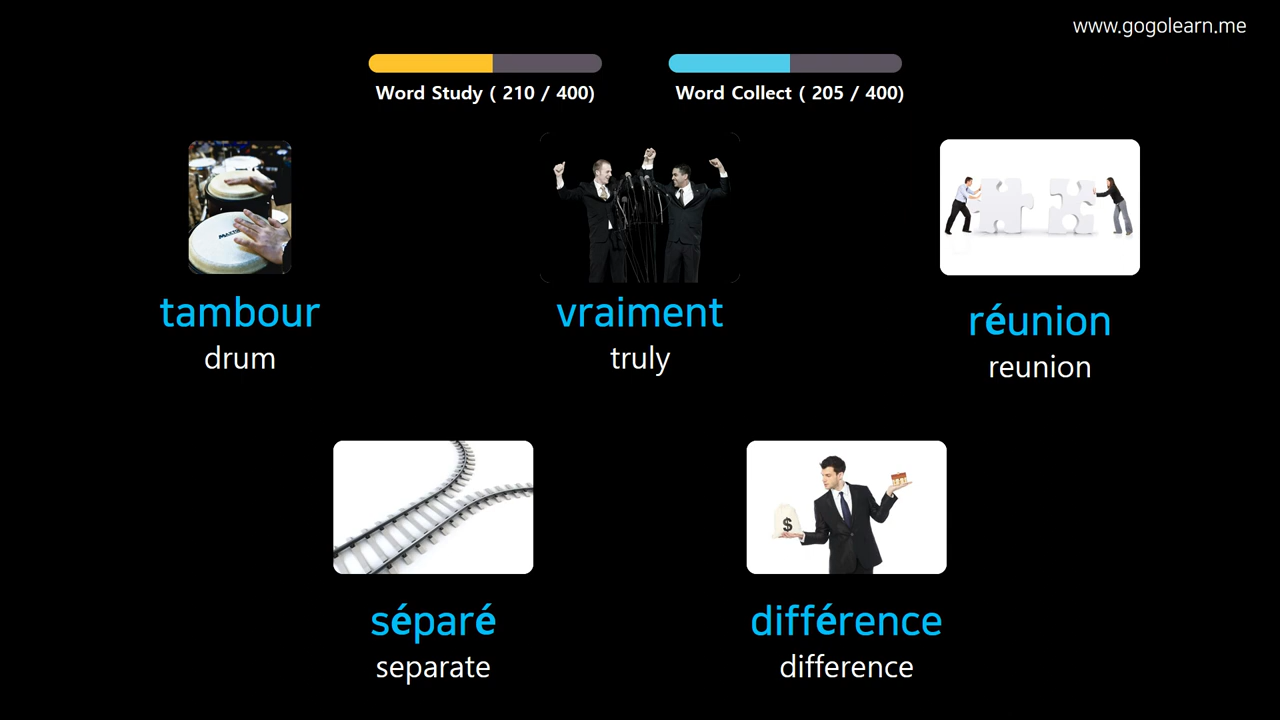 www.gogolearn.me
Word Study ( 210 / 400)
Word Collect ( 205 / 400)
tambour
drum
vraiment
truly
réunion
reunion
$
séparé
separate
différence
difference